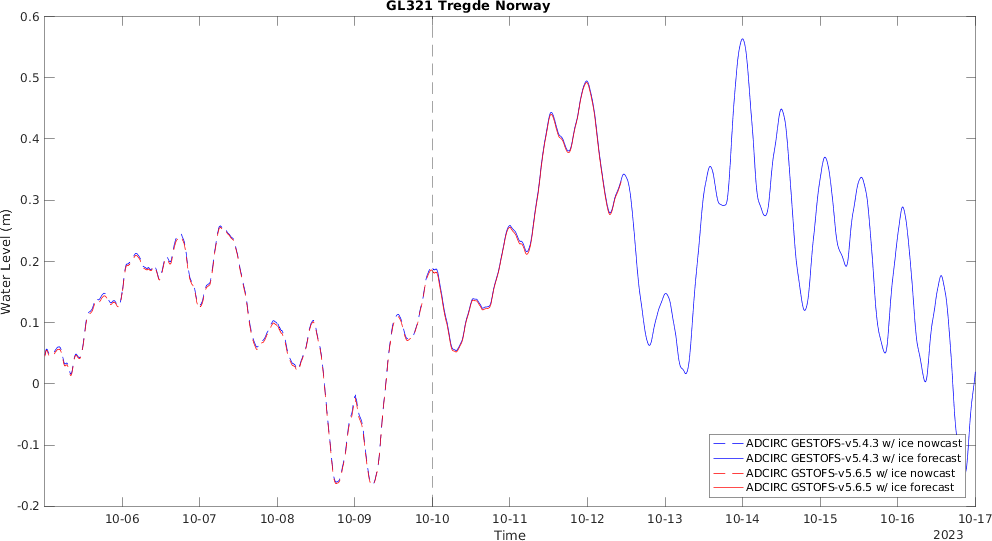 GL321 Tregde Norway
Water Level (m)
0.6
0.5
0.4
0.3
0.2
0.1
0
-0.1
-0.2
ADCIRC GESTOFS-v5.4.3 w/ ice nowcast
ADCIRC GESTOFS-v5.4.3 w/ ice forecast
ADCIRC GSTOFS-v5.6.5 w/ ice nowcast
ADCIRC GSTOFS-v5.6.5 w/ ice forecast
10-06 10-07 10-08 10-09 10-10 10-11 10-12 10-13 10-14 10-15 10-16 10-17
Time
2023